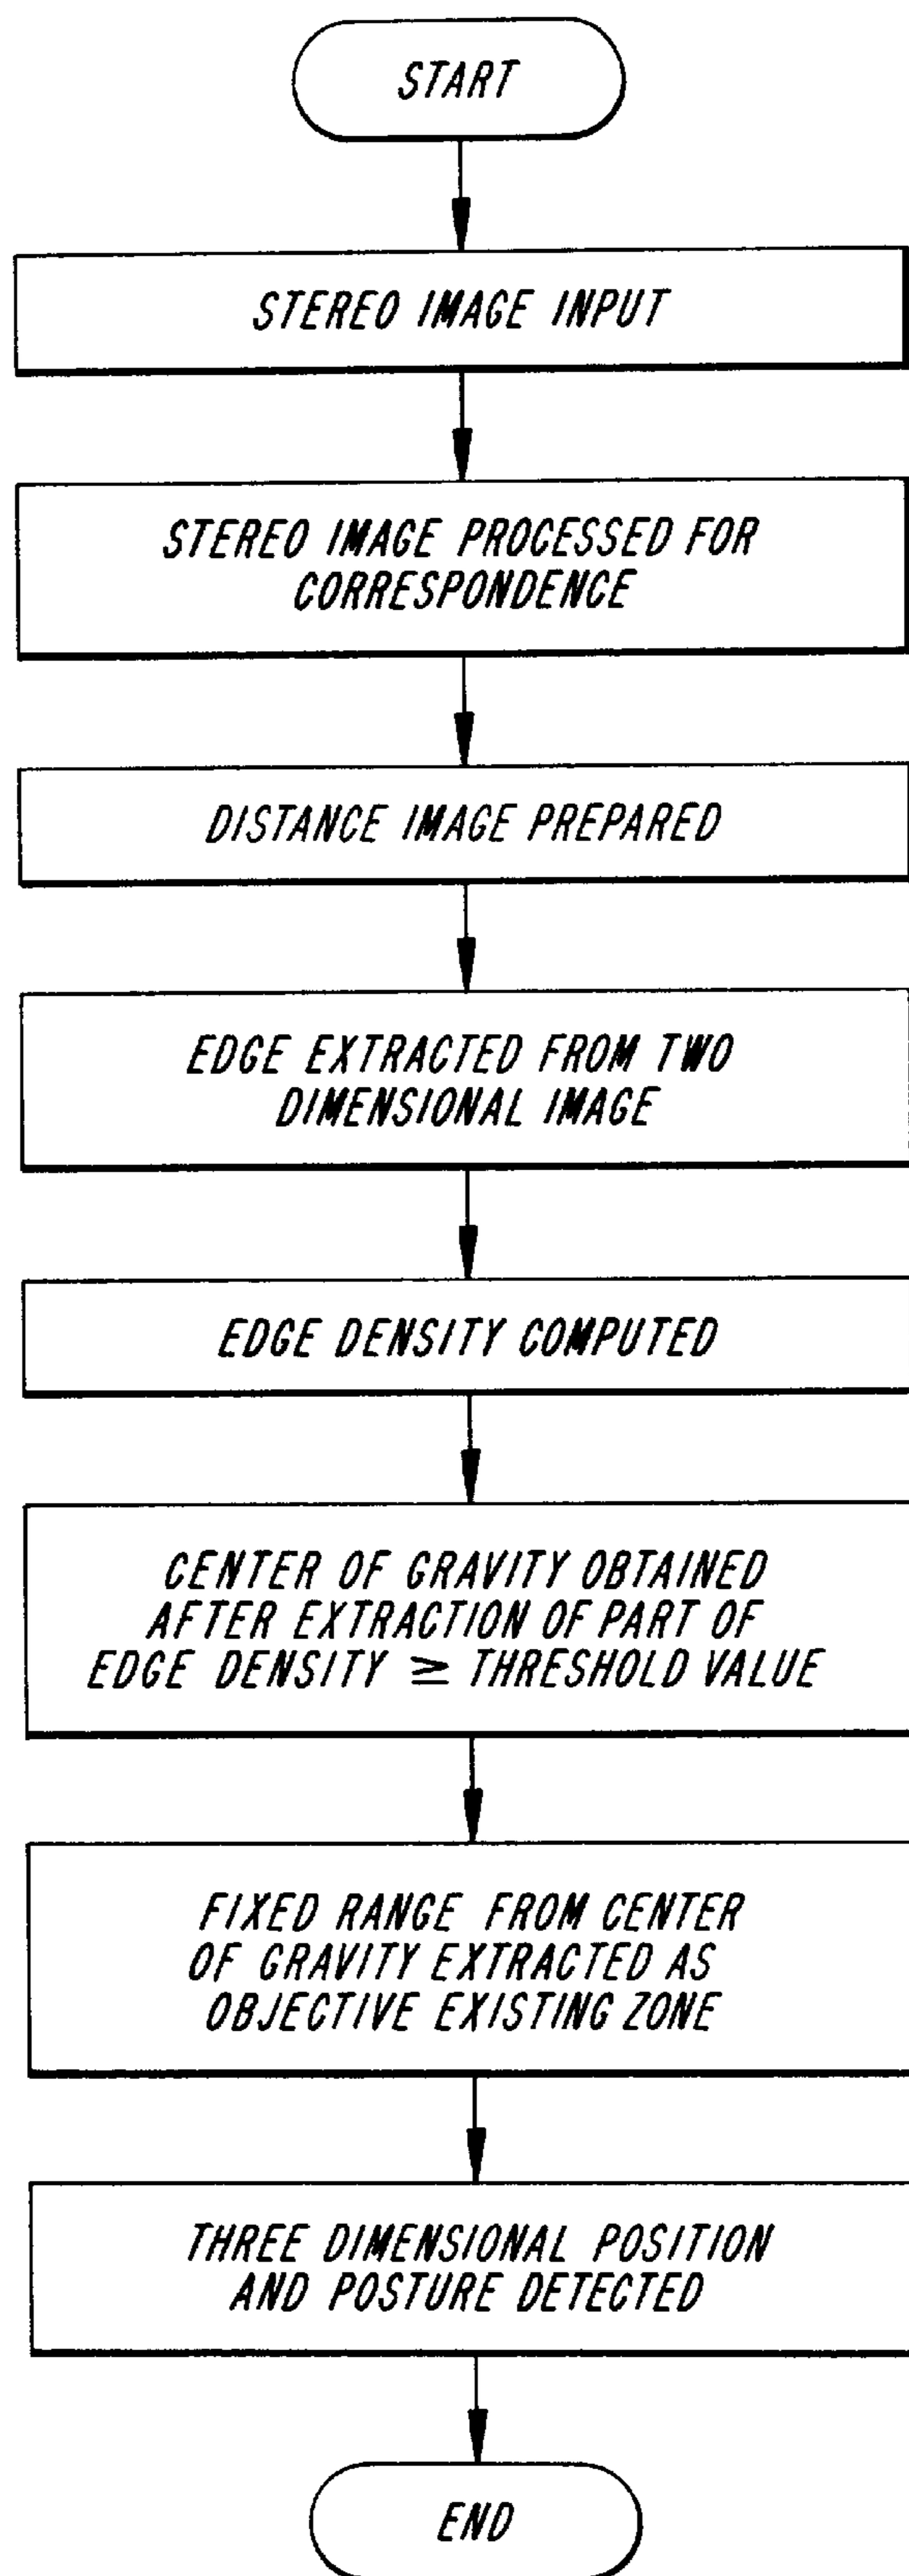 START
STEREO IMAGE INPUT
STEREO IMAGE PROCESSED FOR
CORRESPONDENCE
DISTANCE IMAGE PREPARED
EDGE EXTRACTED FROM TWO
DIMENSIONAL IMAGE
EDGE DENSITY COMPUTED
CENTER OF GRAVITY OBTAINED
AFTER EXTRACTION OF PART OF
EDGE DENSITY ≥ THRESHOLD VALUE
FIXED RANGE FROM CENTER
OF GRAVITY EXTRACTED AS
OBJECTIVE EXISTING ZONE
THREE DIMENSIONAL POSITION
AND POSTURE DETECTED
END